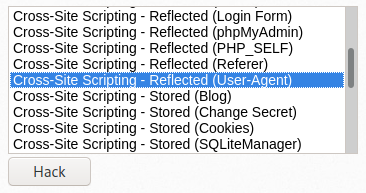 Cross-Site Scripting - Reflected (Login Form)
Cross-Site Scripting - Reflected (phpMyAdmin)
Cross-Site Scripting - Reflected (PHP_SELF)
Cross-Site Scripting - Reflected (Referer)
Cross-Site Scripting - Reflected (User-Agent)
Cross-Site Scripting - Stored (Blog)
Cross-Site Scripting - Stored (Change Secret)
Cross-Site Scripting - Stored (Cookies)
Cross-Site Scripting - Stored (SQLiteManager)
Hack